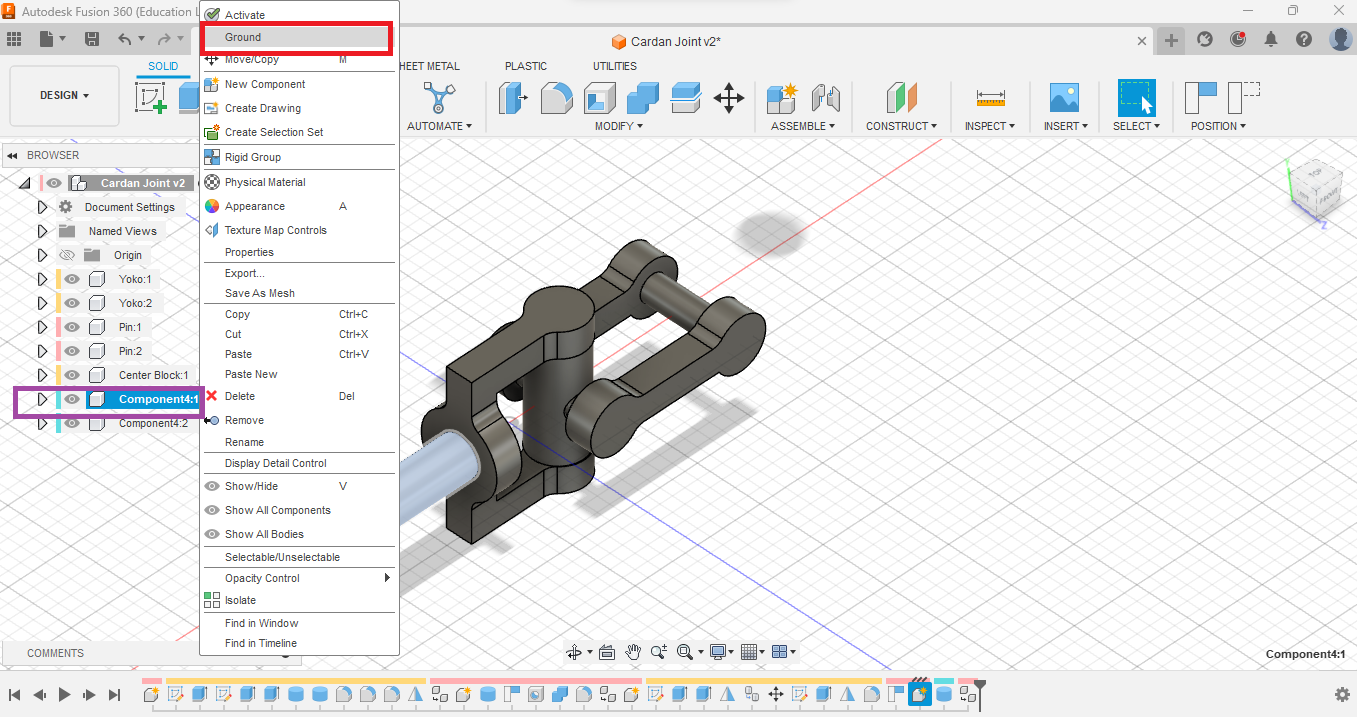 Autodesk Fusion 360 (Education L
Cardan Joint v2*
DESIGN
SOLID
HEET METAL
PLASTIC
UTILITIES
AUTOMATE
MODIFY
ASSEMBLE
CONSTRUCT
INSPECT
INSERT
SELECT
POSITION
Activate
Ground
Move/Copy M
New Component
Create Drawing
Create Selection Set
Rigid Group
Physical Material
Appearance A
Texture Map Controls
Properties
Export...
Save As Mesh
Copy Ctrl+C
Cut Ctrl+X
Paste Ctrl+V
Paste New
Delete Del
Remove
Rename
Display Detail Control
Show/Hide V
Show All Components
Show All Bodies
Selectable/Unselectable
Opacity Control
Isolate
Find in Window
Find in Timeline
BROWSER
Cardan Joint v2
Document Settings
Named Views
Origin
Yoko:1
Yoko:2
Pin:1
Pin:2
Center Block:1
Component4:1
Component4:2
TOP
FRONT
Z
COMMENTS
Component4:1